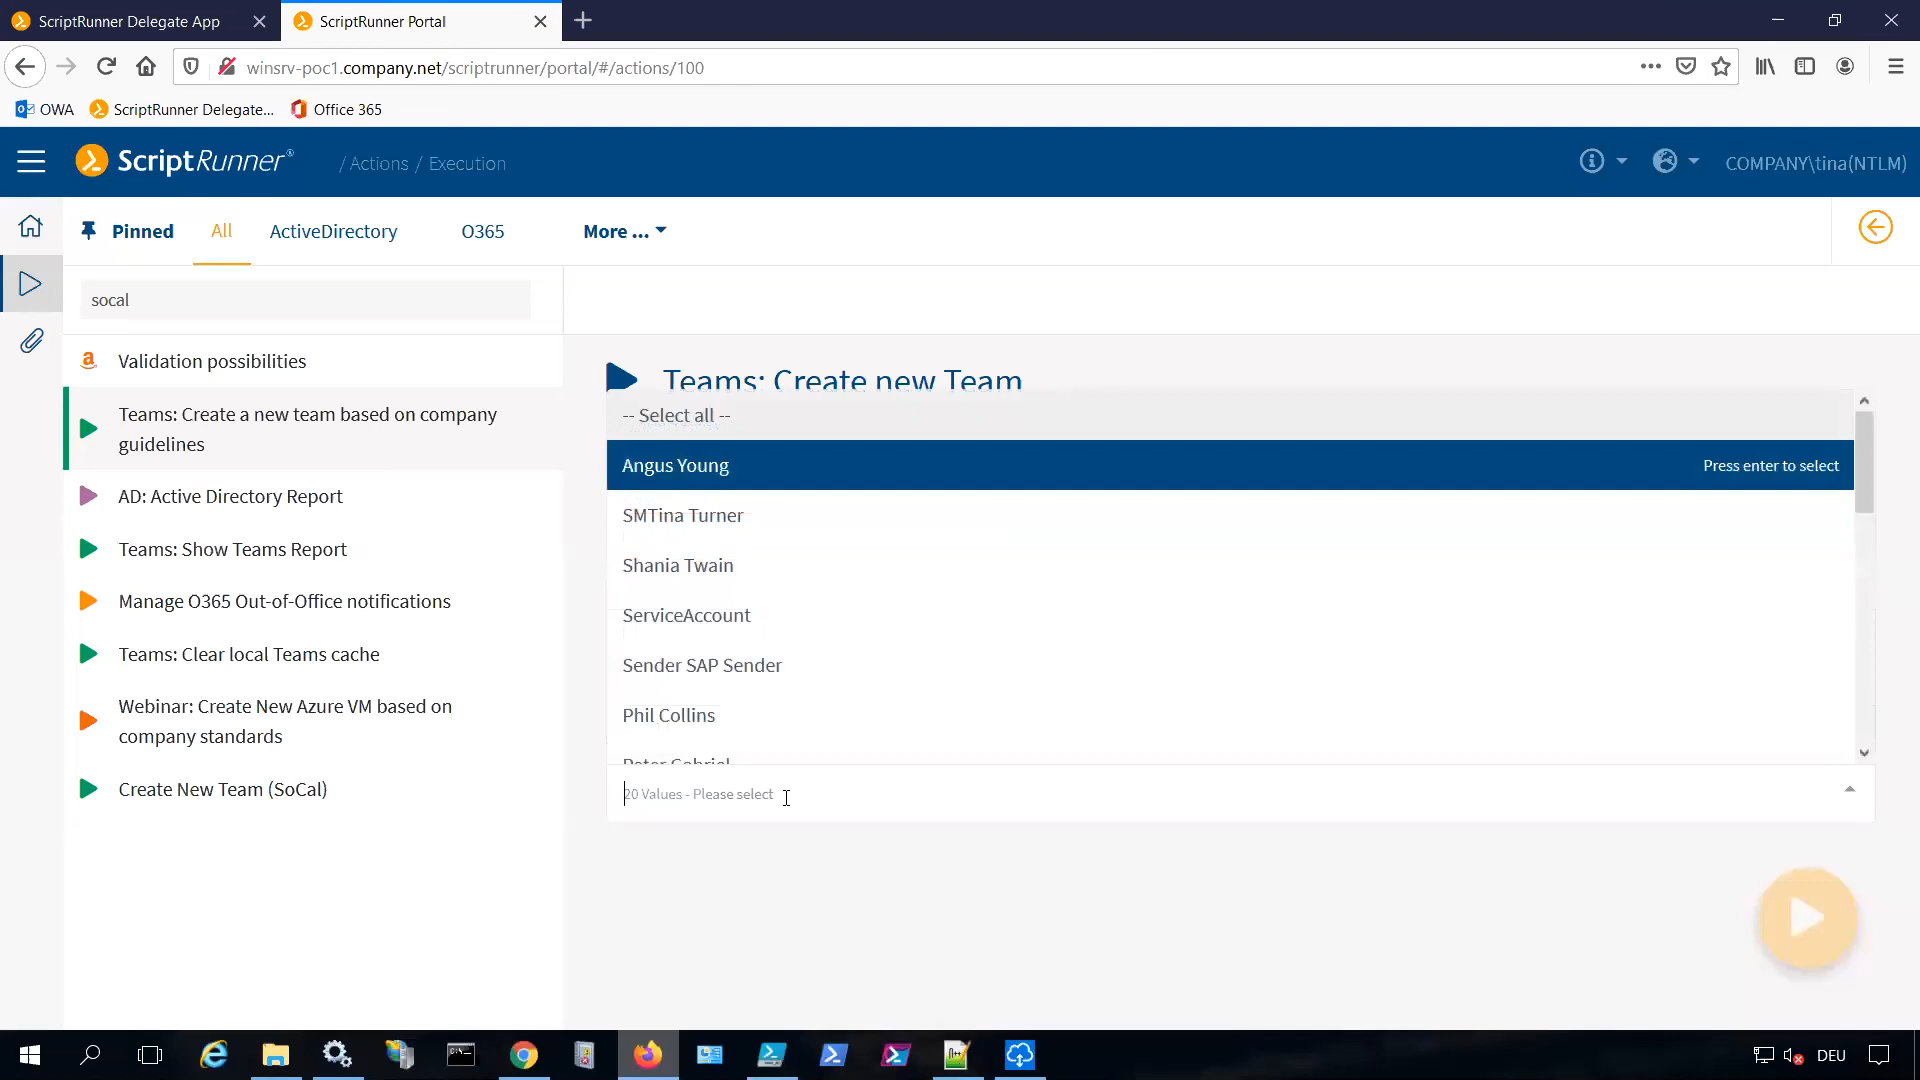 ScriptRunner Delegate App
ScriptRunner Portal
winsrv-poc1.company.net/scriptrunner/portal/#/actions/100
OWA
ScriptRunner Delegate...
Office 365
ScriptRunner®
/ Actions / Execution
COMPANY\tina(NTLM)
Pinned
All
ActiveDirectory
O365
More ...
socal
Validation possibilities
Teams: Create a new team based on company
guidelines
AD: Active Directory Report
Teams: Show Teams Report
Manage O365 Out-of-Office notifications
Teams: Clear local Teams cache
Webinar: Create New Azure VM based on
company standards
Create New Team (SoCal)
Teams: Create new Team
-- Select all --
Angus Young
Press enter to select
SMTina Turner
Shania Twain
ServiceAccount
Sender SAP Sender
Phil Collins
Peter Gabriel
20 Values - Please select
DEU